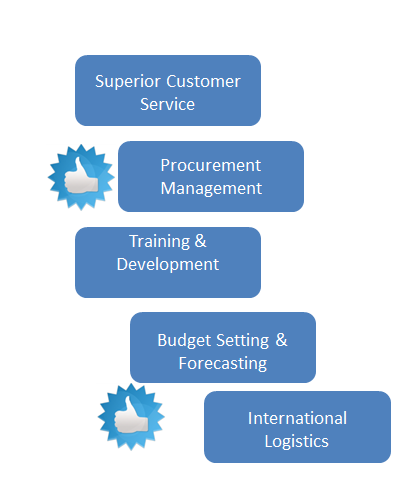 Superior Customer
Service
Procurement
Management
Training &
Development
Budget Setting &
Forecasting
International
Logistics